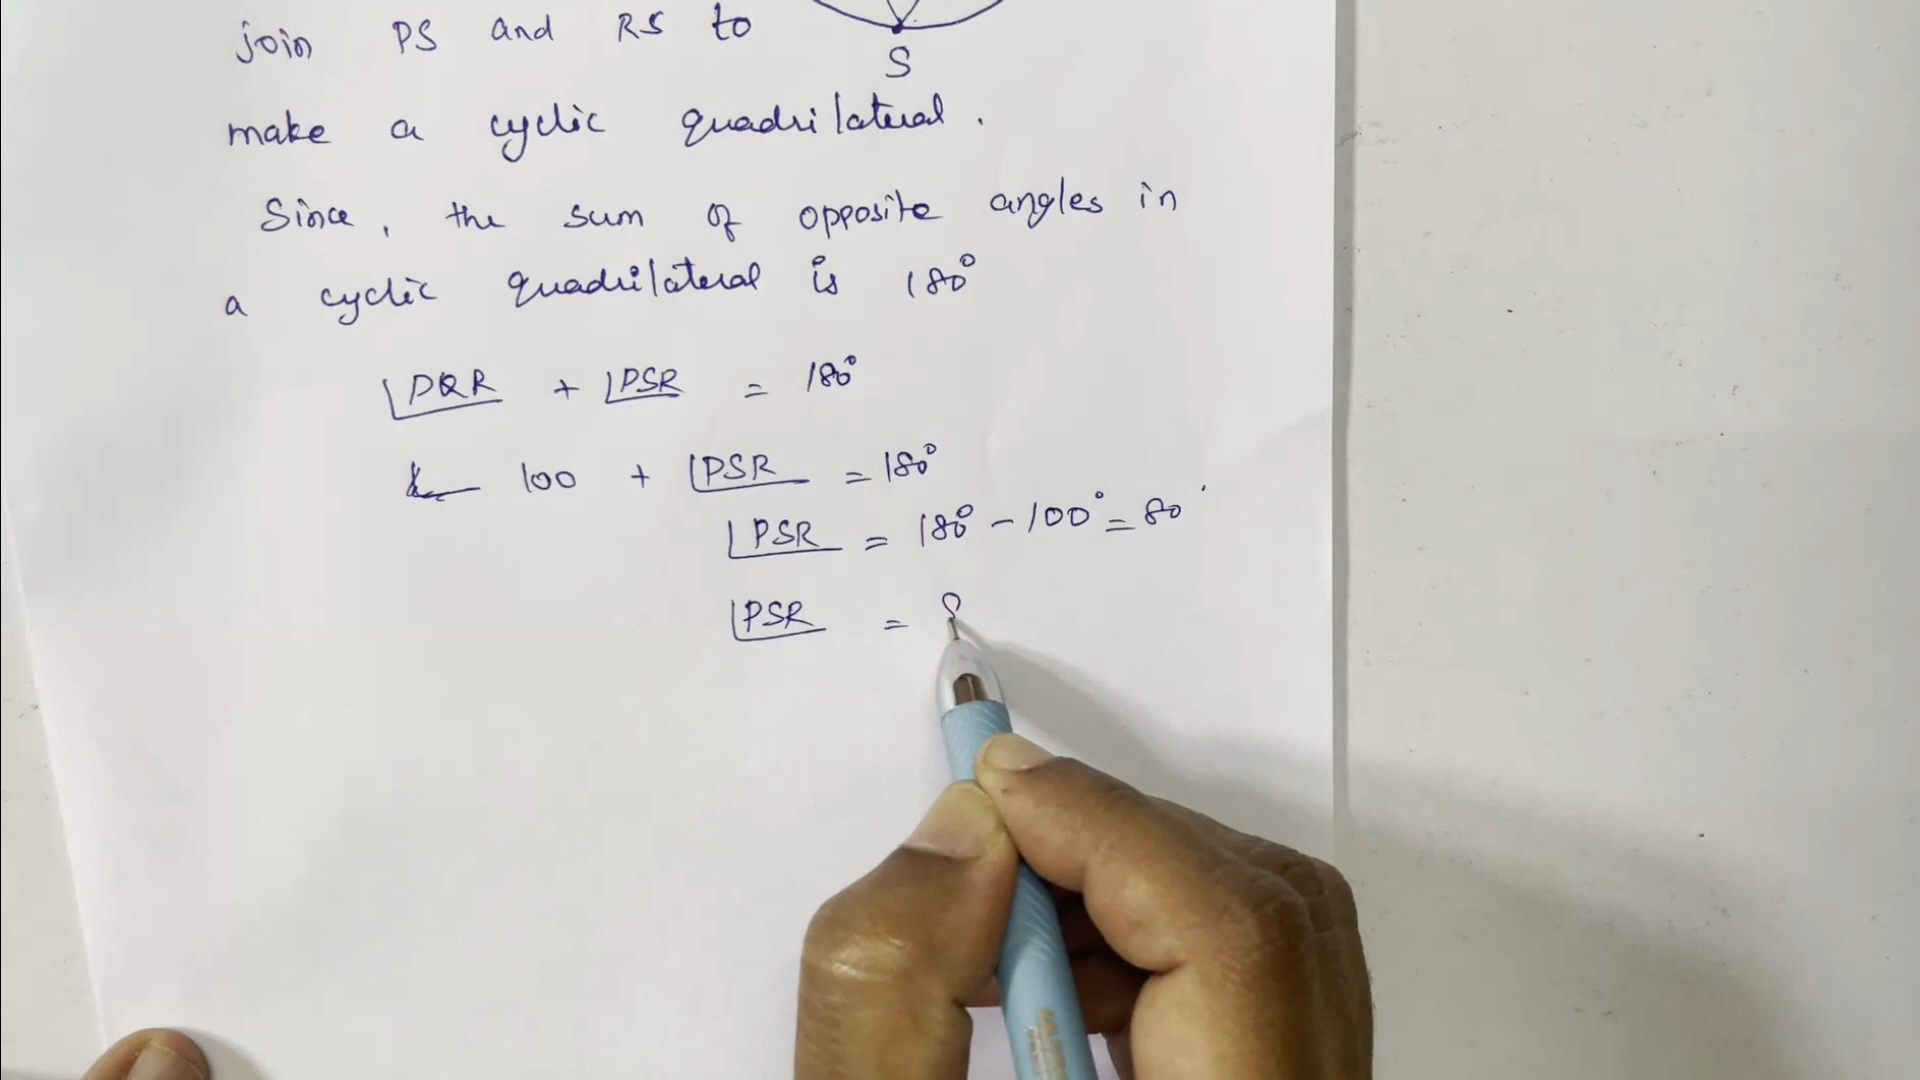 join PS and RS to
S
make a cyclic quadrilateral.
Since, the sum of opposite angles in
a cyclic quadrilateral is 180°
∠PQR + ∠PSR = 180°
100 + ∠PSR = 180°
∠PSR = 180° - 100° = 80°
∠PSR = 8